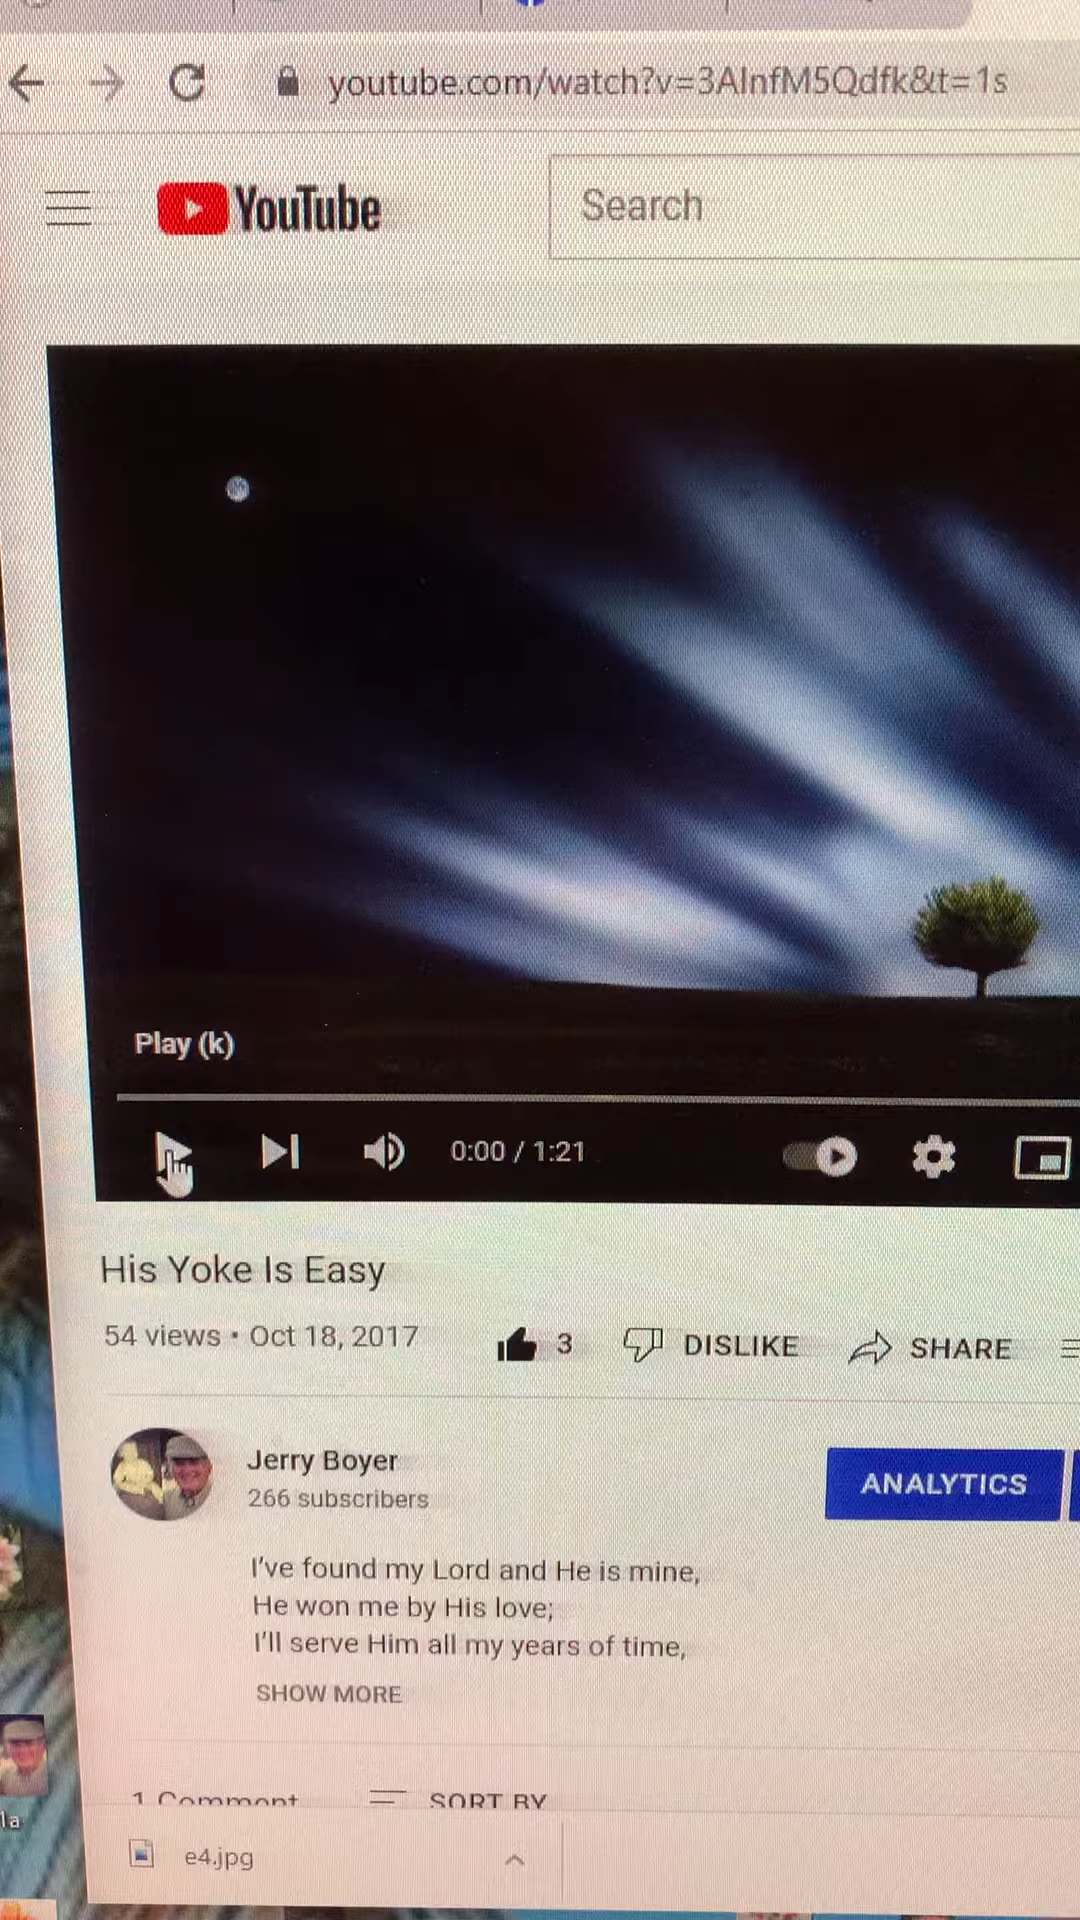 youtube.com/watch?v=3AlnfM5Qdfk&t=1s
YouTube
Search
Play (k)
0:00 / 1:21
His Yoke Is Easy
54 views • Oct 18, 2017
3
DISLIKE
SHARE
Jerry Boyer
266 subscribers
ANALYTICS
I've found my Lord and He is mine,
He won me by His love;
I'll serve Him all my years of time,
SHOW MORE
1 Comment
SORT BY
la
e4.jpg